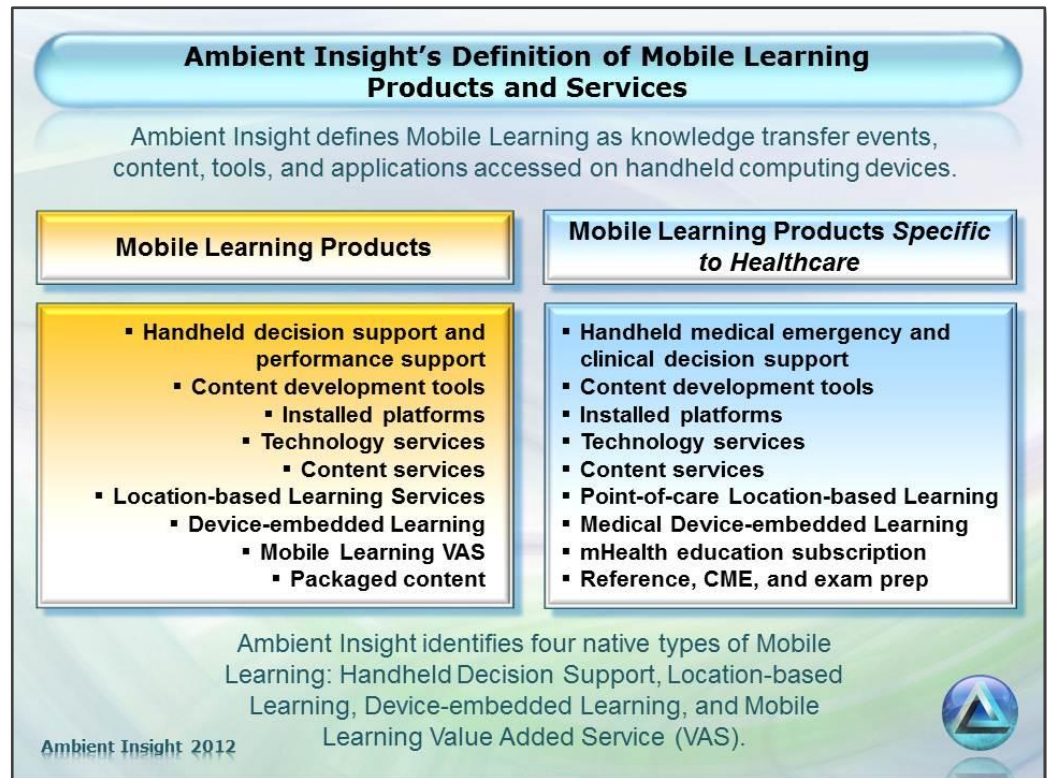 Ambient Insight's Definition of Mobile Learning
Products and Services
Ambient Insight defines Mobile Learning as knowledge transfer events,
content, tools, and applications accessed on handheld computing devices.
Mobile Learning Products
▪ Handheld decision support and
performance support
▪ Content development tools
▪ Installed platforms
▪ Technology services
▪ Content services
▪ Location-based Learning Services
▪ Device-embedded Learning
▪ Mobile Learning VAS
▪ Packaged content
Mobile Learning Products Specific
to Healthcare
▪ Handheld medical emergency and
clinical decision support
▪ Content development tools
▪ Installed platforms
▪ Technology services
▪ Content services
▪ Point-of-care Location-based Learning
▪ Medical Device-embedded Learning
▪ mHealth education subscription
▪ Reference, CME, and exam prep
Ambient Insight identifies four native types of Mobile
Learning: Handheld Decision Support, Location-based
Learning, Device-embedded Learning, and Mobile
Learning Value Added Service (VAS).
Ambient Insight 2012